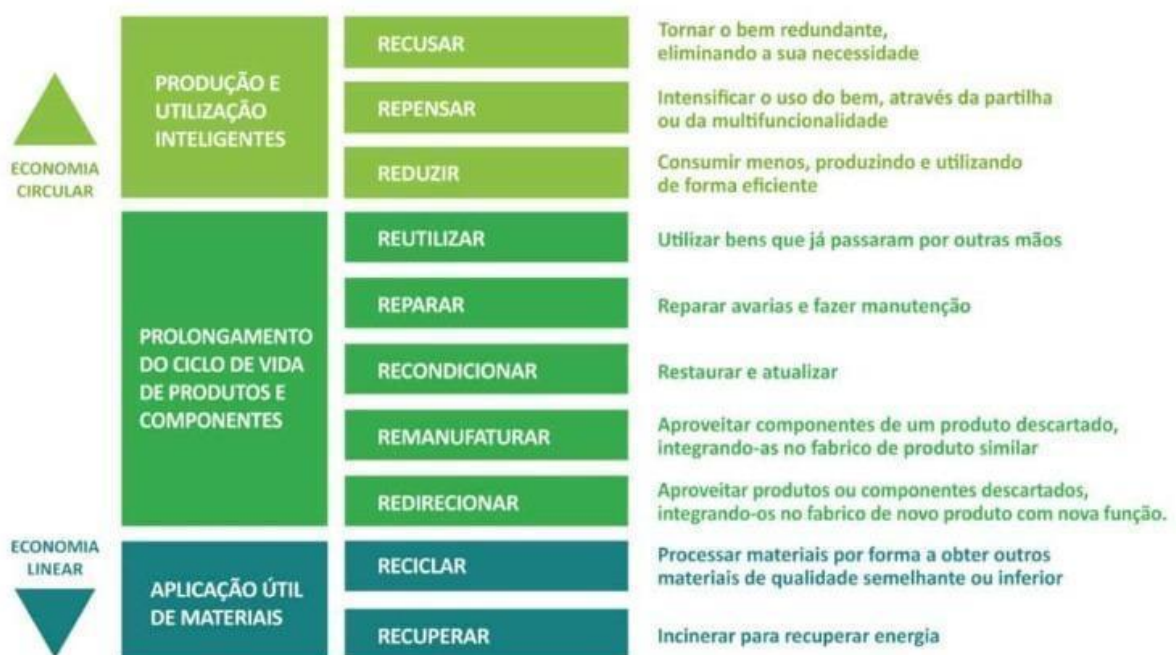 ECONOMIA
CIRCULAR
PRODUÇÃO E
UTILIZAÇÃO
INTELIGENTES
RECUSAR
Tornar o bem redundante,
eliminando a sua necessidade
REPENSAR
Intensificar o uso do bem, através da partilha
ou da multifuncionalidade
REDUZIR
Consumir menos, produzindo e utilizando
de forma eficiente
PROLONGAMENTO
DO CICLO DE VIDA
DE PRODUTOS E
COMPONENTES
REUTILIZAR
Utilizar bens que já passaram por outras mãos
REPARAR
Reparar avarias e fazer manutenção
RECONDICIONAR
Restaurar e atualizar
REMANUFATURAR
Aproveitar componentes de um produto descartado,
integrando-as no fabrico de produto similar
REDIRECIONAR
Aproveitar produtos ou componentes descartados,
integrando-os no fabrico de novo produto com nova função.
ECONOMIA
LINEAR
APLICAÇÃO ÚTIL
DE MATERIAIS
RECICLAR
Processar materiais por forma a obter outros
materiais de qualidade semelhante ou inferior
RECUPERAR
Incinerar para recuperar energia